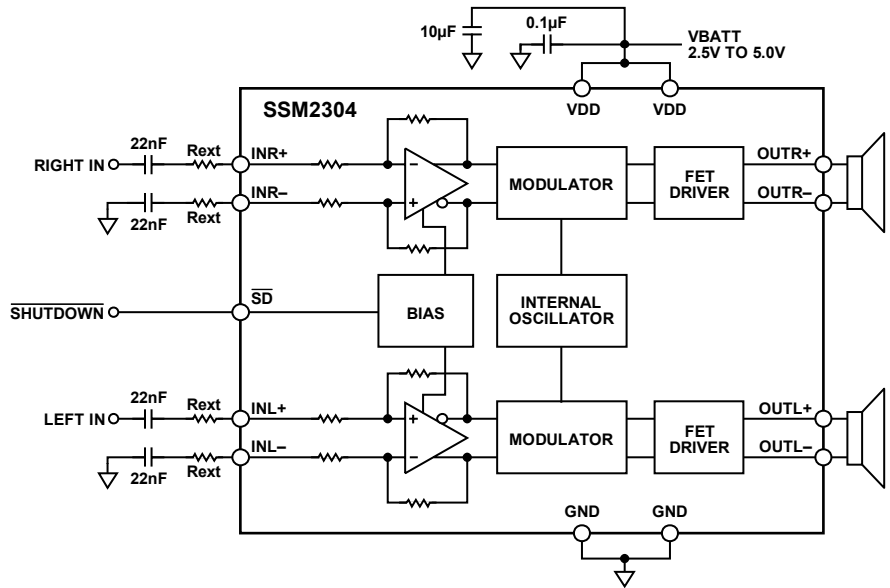 10µF
0.1µF
VBATT
2.5V TO 5.0V
SSM2304
VDD
VDD
22nF
Rext
INR+
RIGHT IN
OUTR+
MODULATOR
FET
DRIVER
INR–
OUTR–
22nF
Rext
SHUTDOWN
SD
BIAS
INTERNAL
OSCILLATOR
22nF
Rext
INL+
LEFT IN
OUTL+
MODULATOR
FET
DRIVER
INL–
OUTL–
22nF
Rext
GND
GND